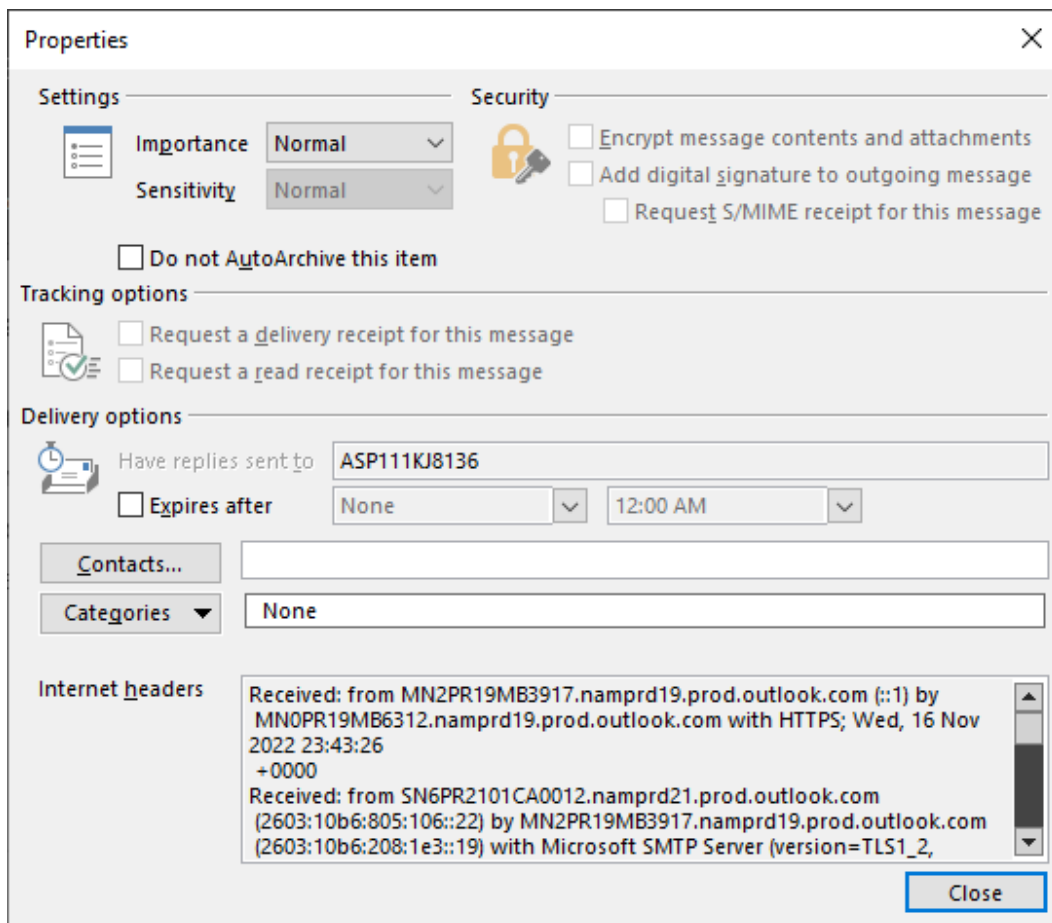 Properties
Settings
Security
Importance Normal
Encrypt message contents and attachments
Sensitivity Normal
Add digital signature to outgoing message
Request S/MIME receipt for this message
Do not AutoArchive this item
Tracking options
Request a delivery receipt for this message
Request a read receipt for this message
Delivery options
Have replies sent to ASP111KJ8136
Expires after None 12:00 AM
Contacts...
Categories None
Internet headers
Received: from MN2PR19MB3917.namprd19.prod.outlook.com (::1) by
MN0PR19MB6312.namprd19.prod.outlook.com with HTTPS; Wed, 16 Nov
2022 23:43:26
+0000
Received: from SN6PR2101CA0012.namprd21.prod.outlook.com
(2603:10b6:805:106::22) by MN2PR19MB3917.namprd19.prod.outlook.com
(2603:10b6:208:1e3::19) with Microsoft SMTP Server (version=TLS1_2,
Close